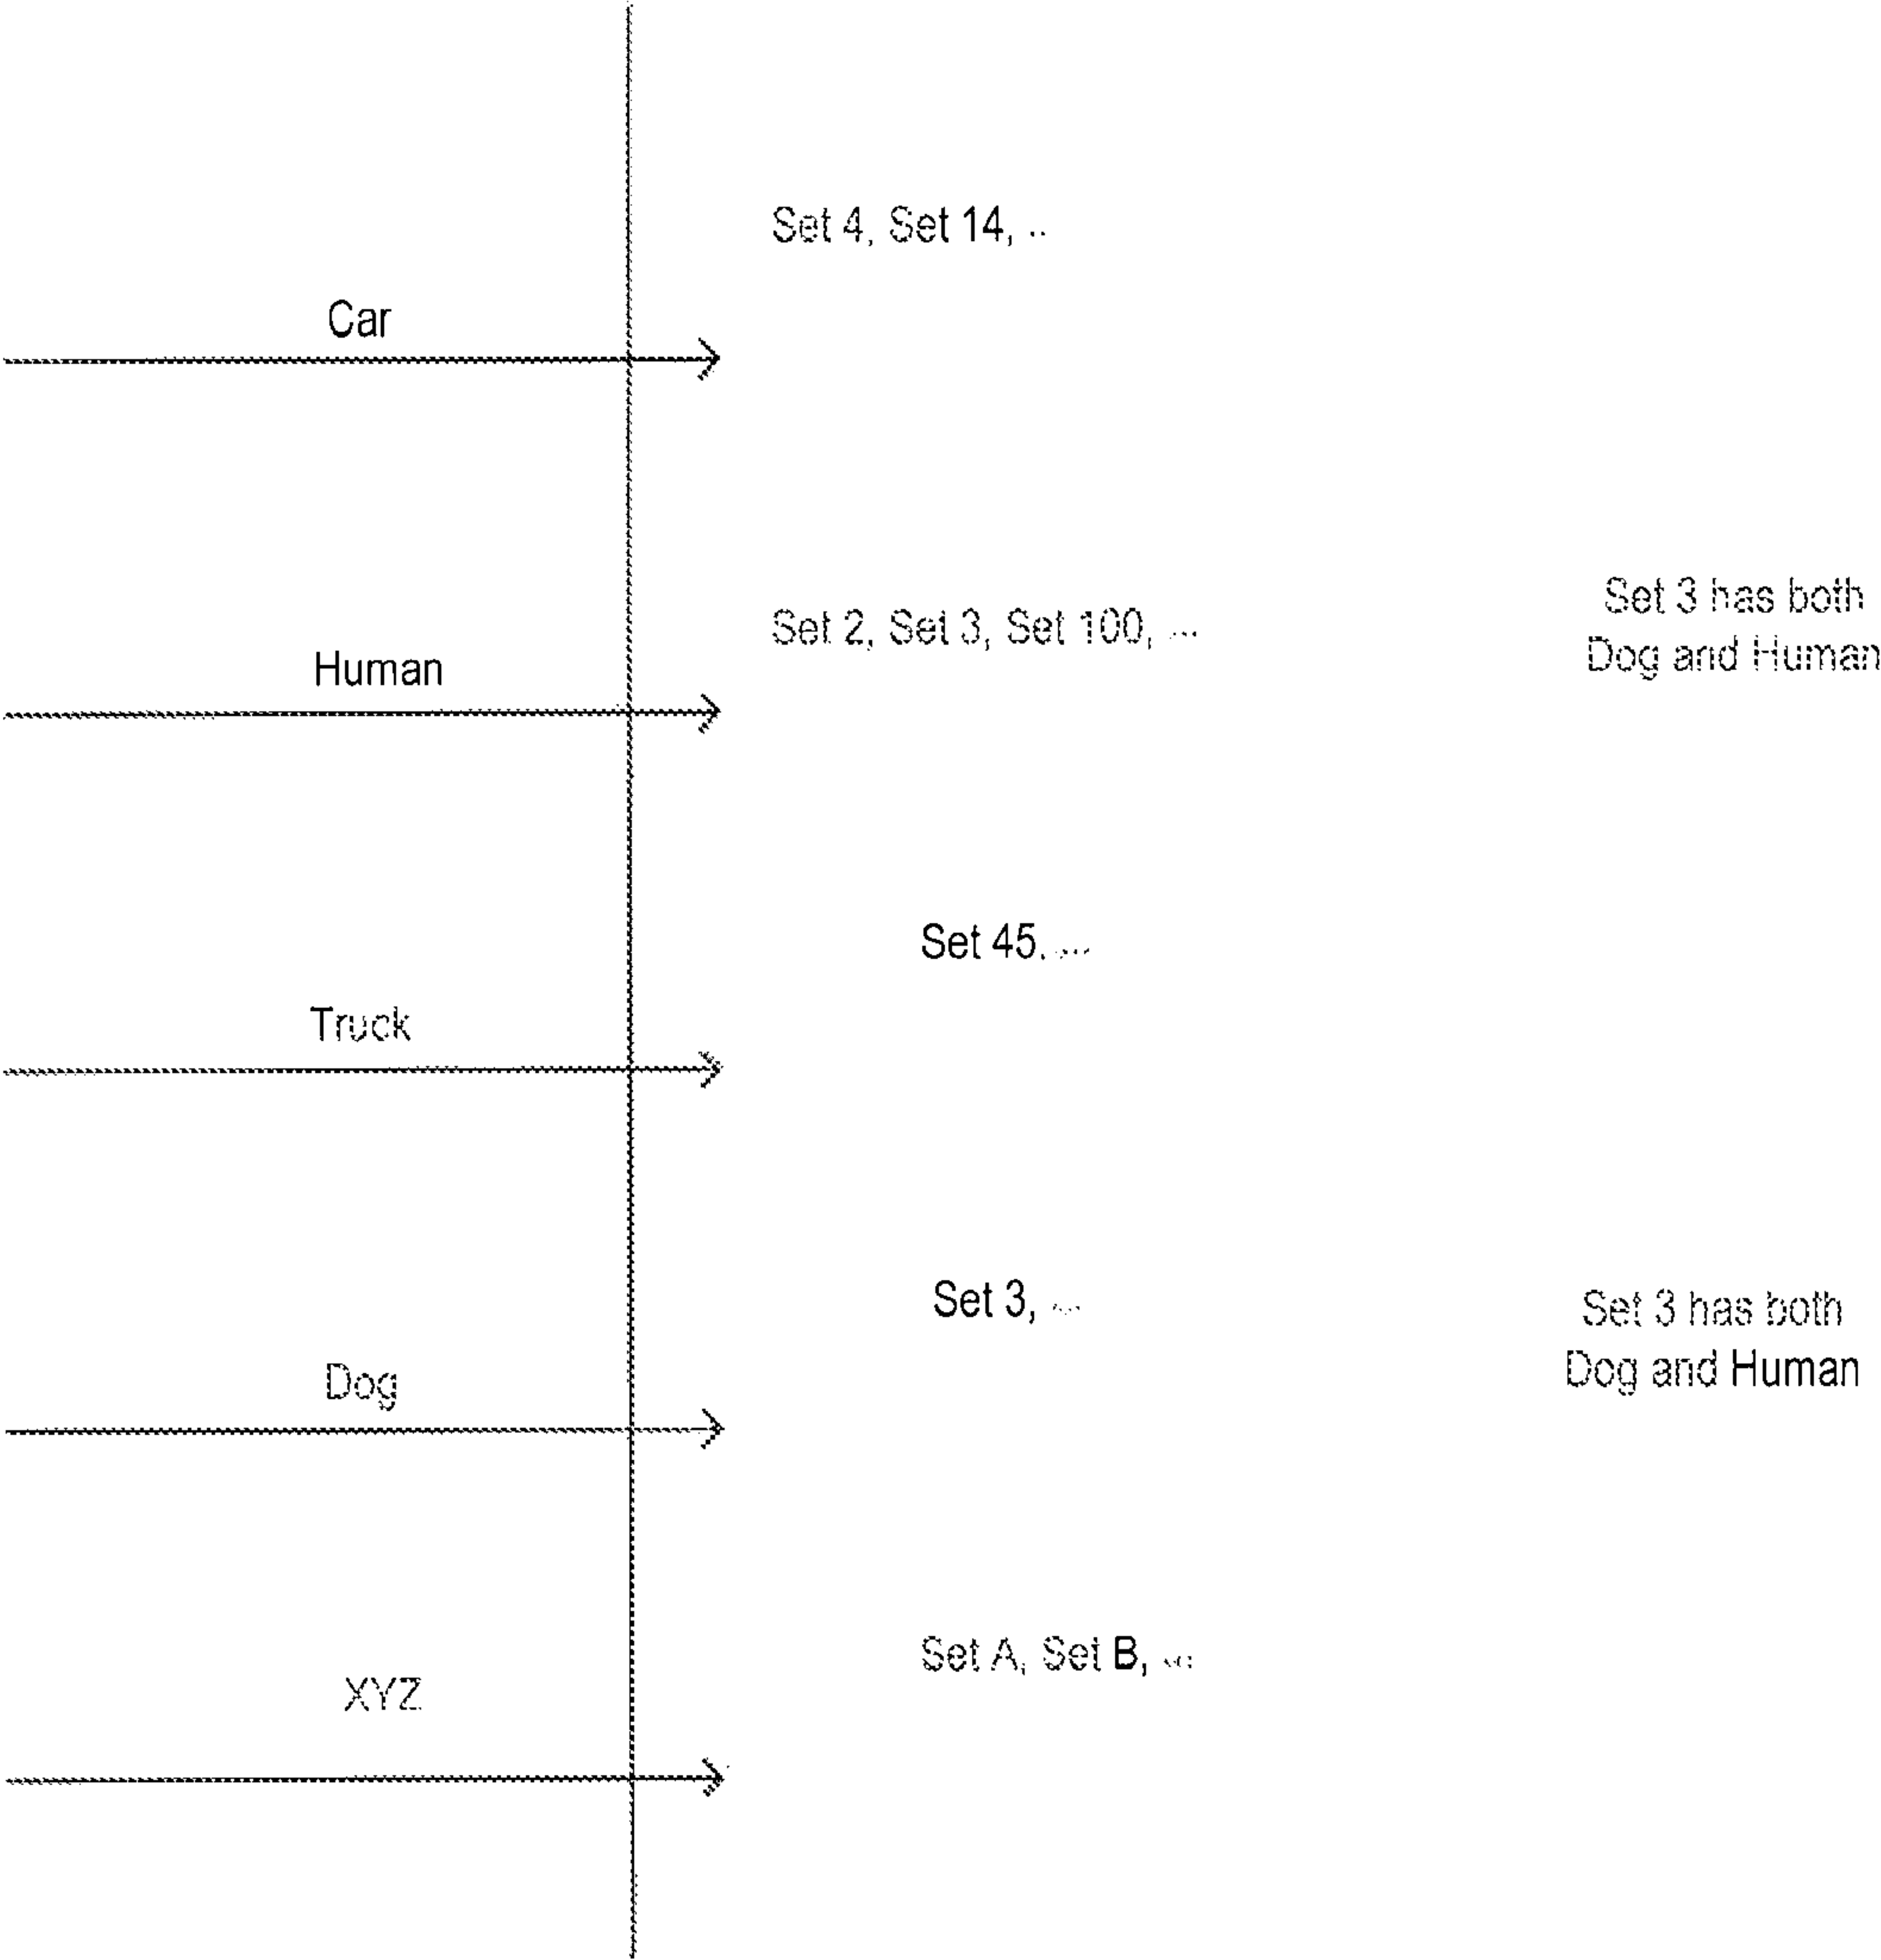 Set 4, Set 14, ..
Car
Set 2, Set 3, Set 100, ...
Set 3 has both
Dog and Human
Human
Set 45, ...
Truck
Set 3, ...
Set 3 has both
Dog and Human
Dog
Set A, Set B, ...
XYZ